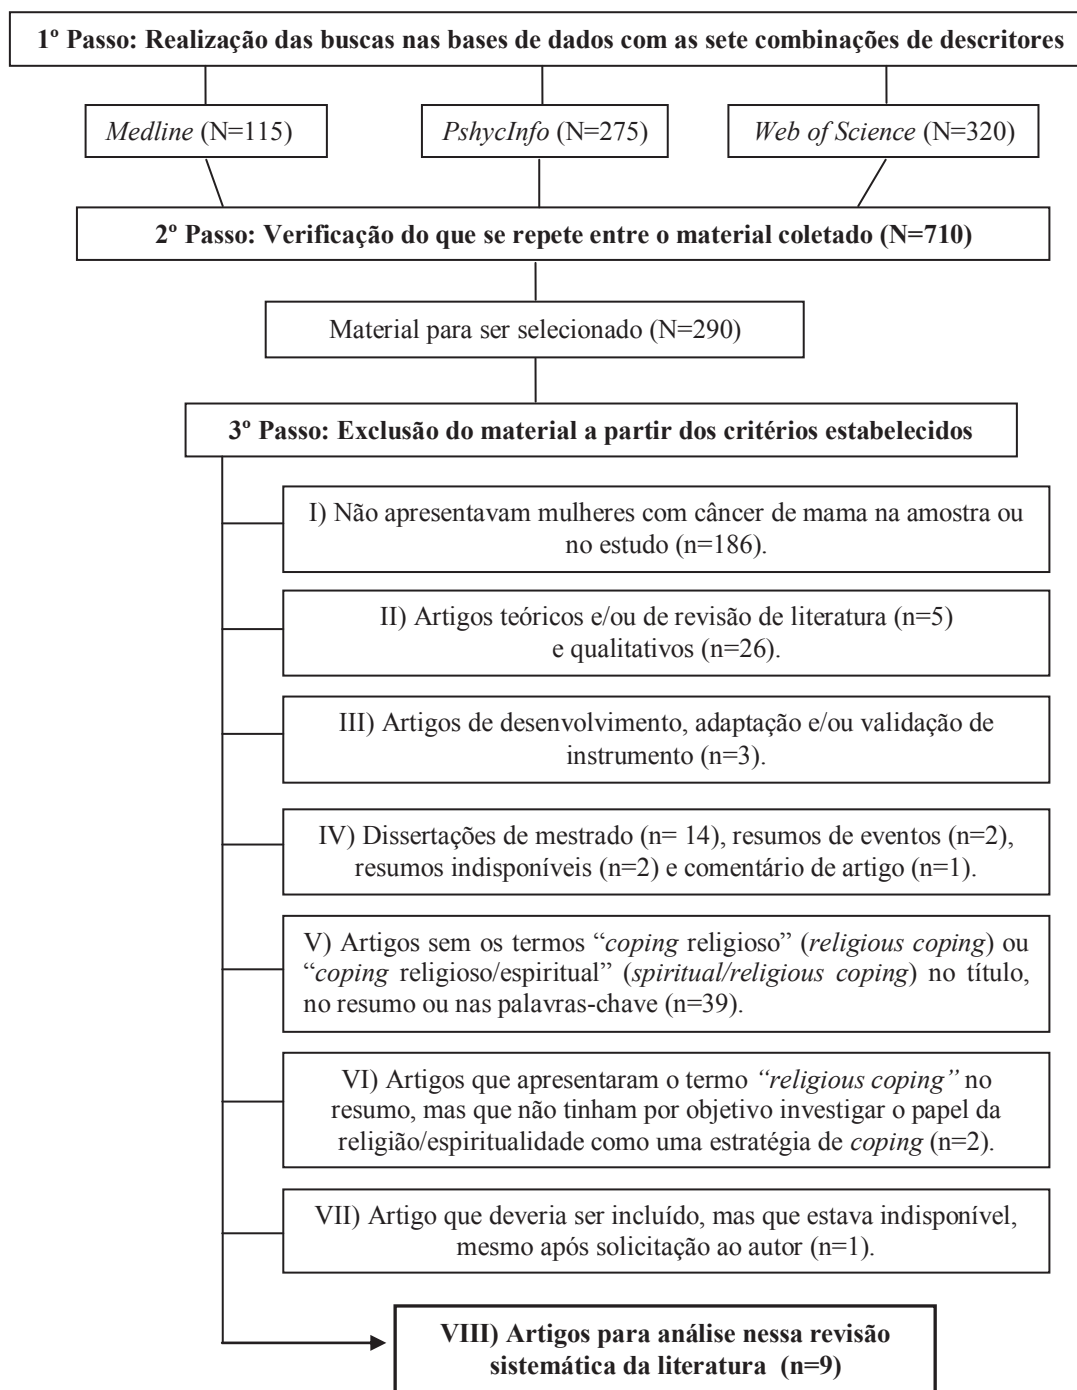 1º Passo: Realização das buscas nas bases de dados com as sete combinações de descritores
Medline (N=115)
PshycInfo (N=275)
Web of Science (N=320)
2º Passo: Verificação do que se repete entre o material coletado (N=710)
Material para ser selecionado (N=290)
3º Passo: Exclusão do material a partir dos critérios estabelecidos
I) Não apresentavam mulheres com câncer de mama na amostra ou
no estudo (n=186).
II) Artigos teóricos e/ou de revisão de literatura (n=5)
e qualitativos (n=26).
III) Artigos de desenvolvimento, adaptação e/ou validação de
instrumento (n=3).
IV) Dissertações de mestrado (n= 14), resumos de eventos (n=2),
resumos indisponíveis (n=2) e comentário de artigo (n=1).
V) Artigos sem os termos “coping religioso” (religious coping) ou
“coping religioso/espiritual” (spiritual/religious coping) no título,
no resumo ou nas palavras-chave (n=39).
VI) Artigos que apresentaram o termo “religious coping” no
resumo, mas que não tinham por objetivo investigar o papel da
religião/espiritualidade como uma estratégia de coping (n=2).
VII) Artigo que deveria ser incluído, mas que estava indisponível,
mesmo após solicitação ao autor (n=1).
VIII) Artigos para análise nessa revisão
sistemática da literatura (n=9)